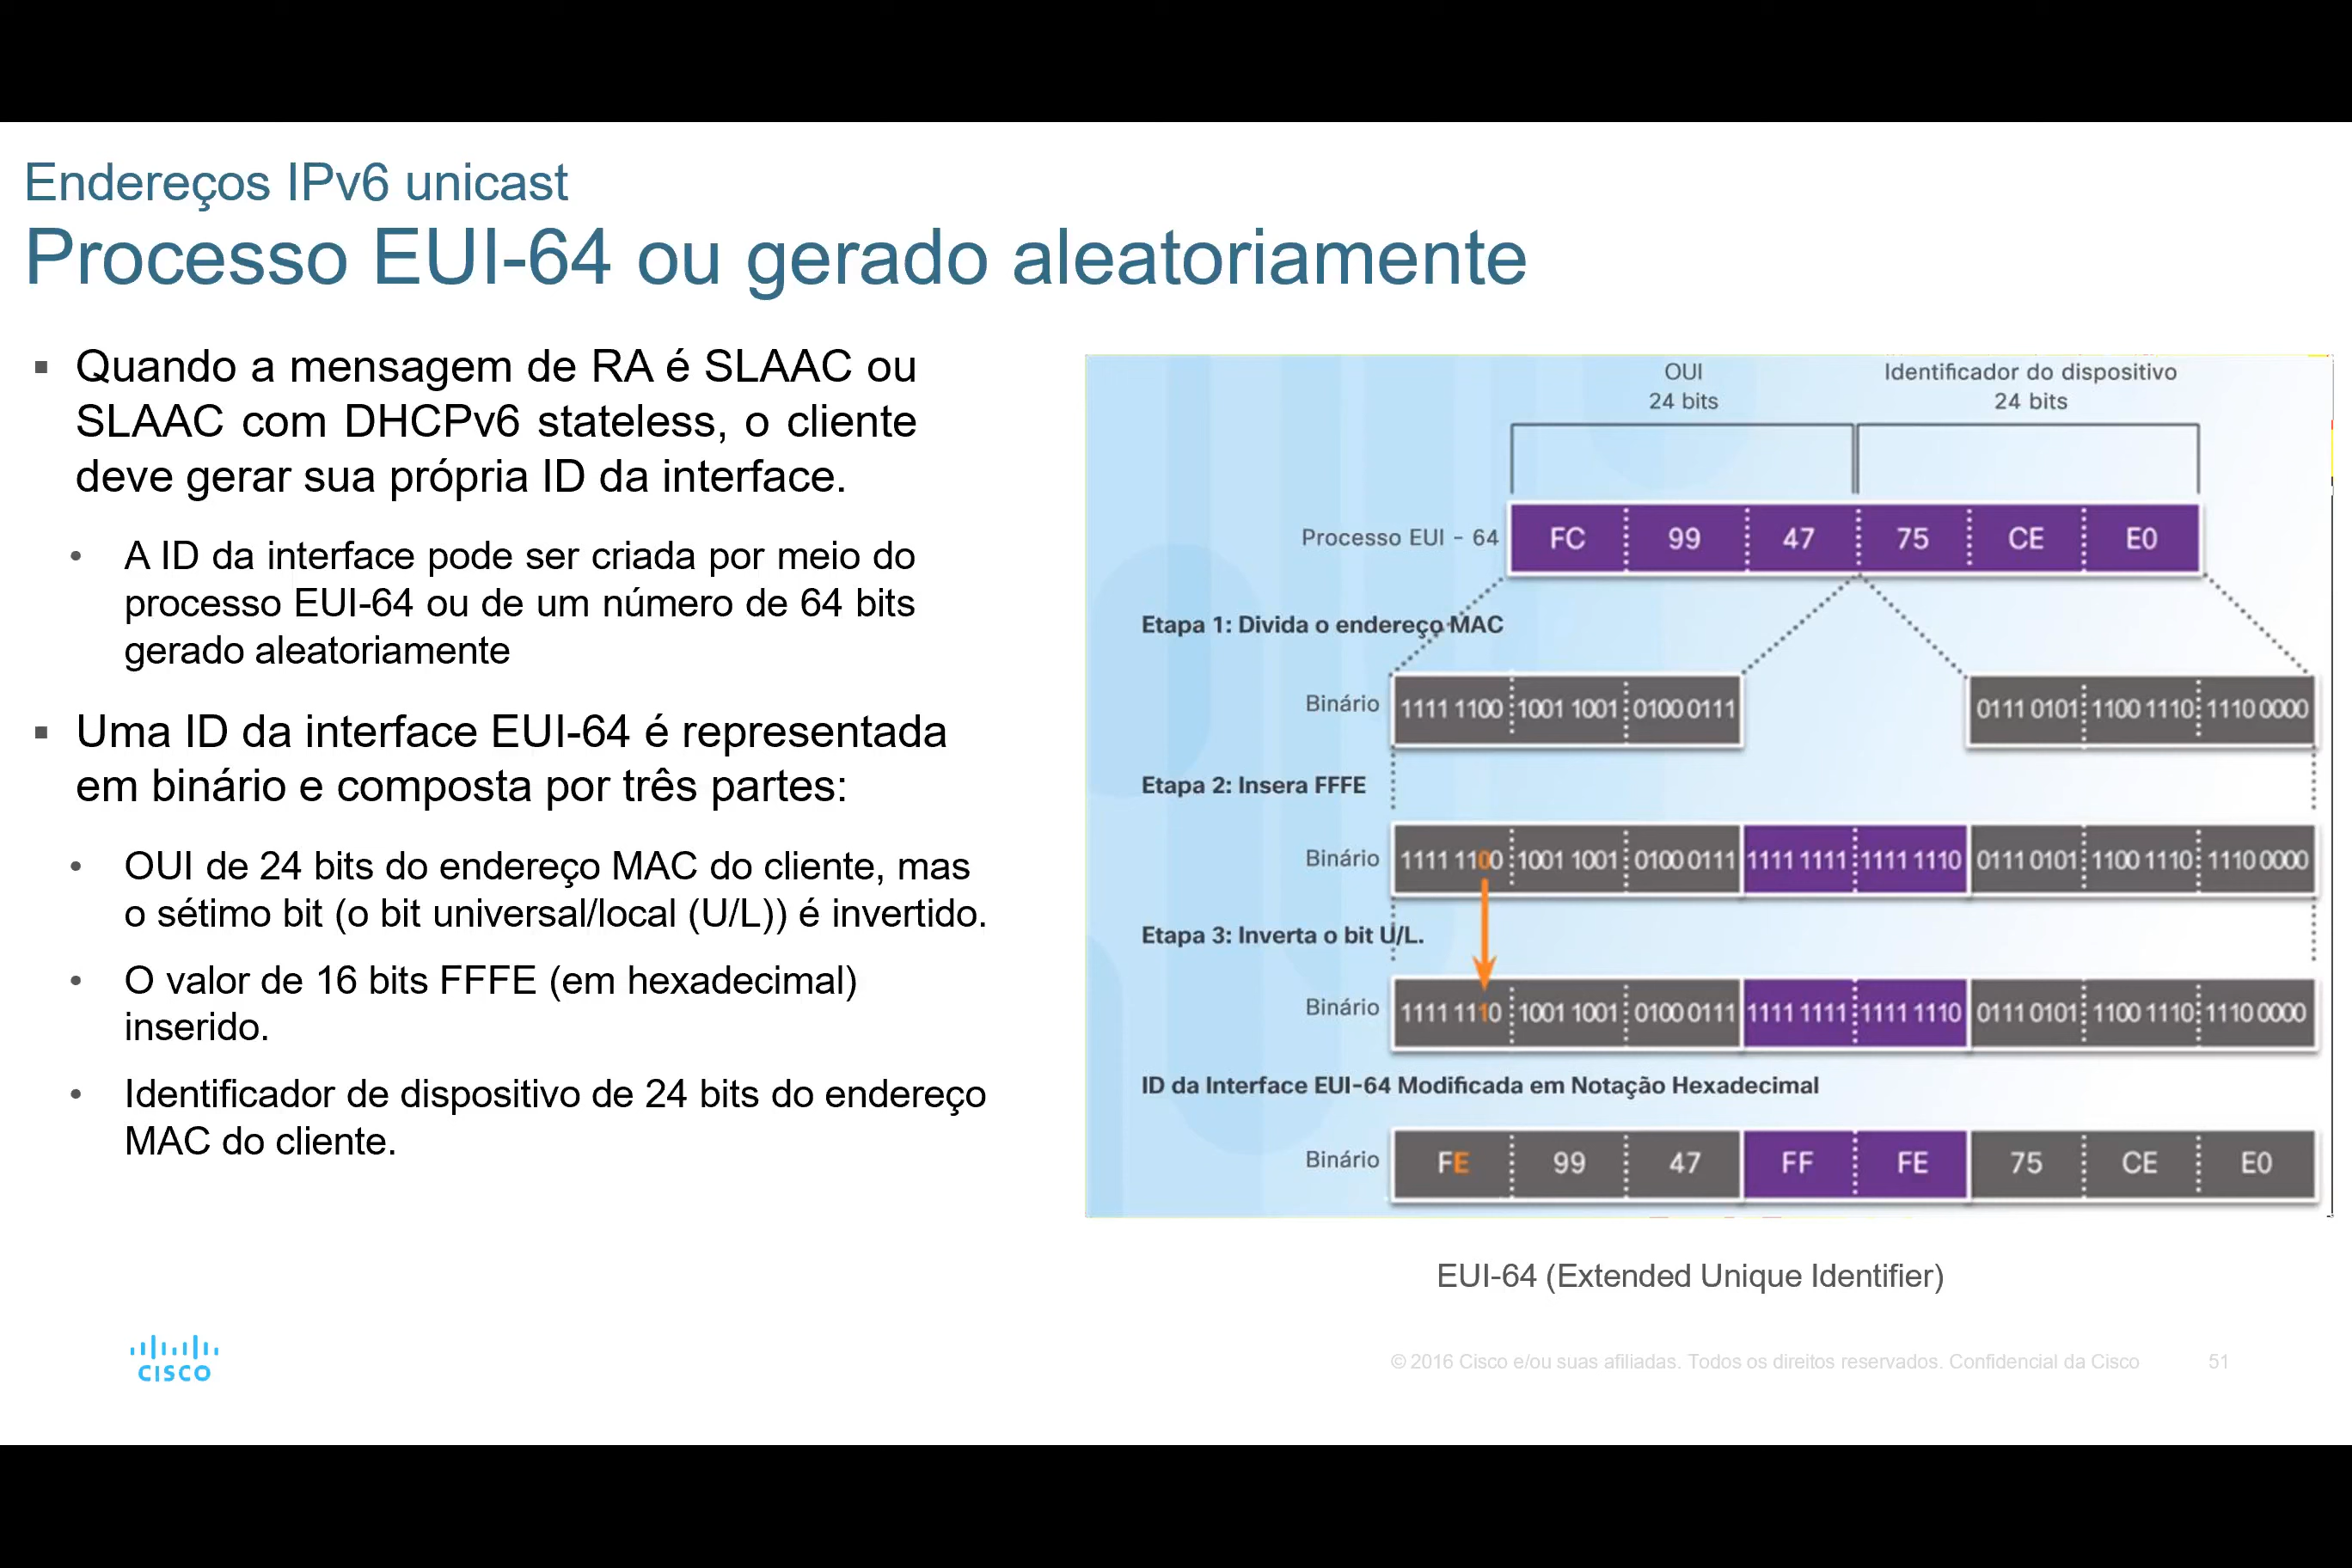 Endereços IPv6 unicast
Processo EUI-64 ou gerado aleatoriamente
▪ Quando a mensagem de RA é SLAAC ou
SLAAC com DHCPv6 stateless, o cliente
deve gerar sua própria ID da interface.
• A ID da interface pode ser criada por meio do
processo EUI-64 ou de um número de 64 bits
gerado aleatoriamente
▪ Uma ID da interface EUI-64 é representada
em binário e composta por três partes:
• OUI de 24 bits do endereço MAC do cliente, mas
o sétimo bit (o bit universal/local (U/L)) é invertido.
• O valor de 16 bits FFFE (em hexadecimal)
inserido.
• Identificador de dispositivo de 24 bits do endereço
MAC do cliente.
OUI
24 bits
Identificador do dispositivo
24 bits
Processo EUI - 64 FC 99 47 75 CE E0
Etapa 1: Divida o endereço MAC
Binário 1111 1100 1001 1001 0100 0111 0111 0101 1100 1110 1110 0000
Etapa 2: Insera FFFE
Binário 1111 1100 1001 1001 0100 0111 1111 1111 1111 1110 0111 0101 1100 1110 1110 0000
Etapa 3: Inverta o bit U/L.
Binário 1111 1110 1001 1001 0100 0111 1111 1111 1111 1110 0111 0101 1100 1110 1110 0000
ID da Interface EUI-64 Modificada em Notação Hexadecimal
Binário FE 99 47 FF FE 75 CE E0
EUI-64 (Extended Unique Identifier)
CISCO
© 2016 Cisco e/ou suas afiliadas. Todos os direitos reservados. Confidencial da Cisco 51